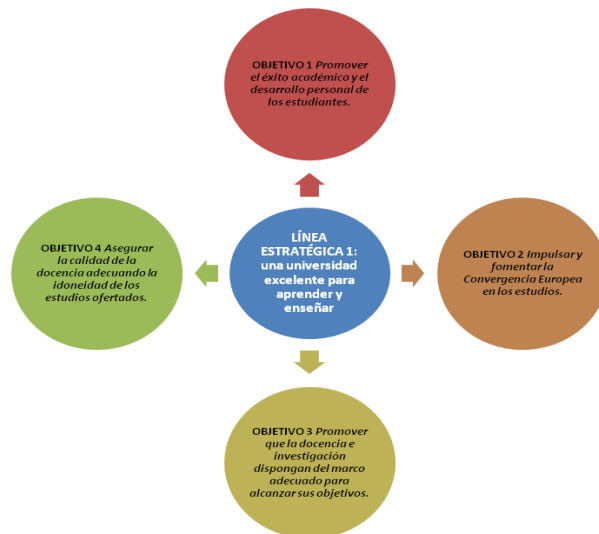 OBJETIVO 1 Promover
el éxito académico y el
desarrollo personal de
los estudiantes.
OBJETIVO 4 Asegurar
la calidad de la
docencia adecuando la
idoneidad de los
estudios ofertados.
LÍNEA
ESTRATÉGICA 1:
una universidad
excelente para
aprender y
enseñar
OBJETIVO 2 Impulsar y
fomentar la
Convergencia Europea
en los estudios.
OBJETIVO 3 Promover
que la docencia e
investigación
dispongan del marco
adecuado para
alcanzar sus objetivos.